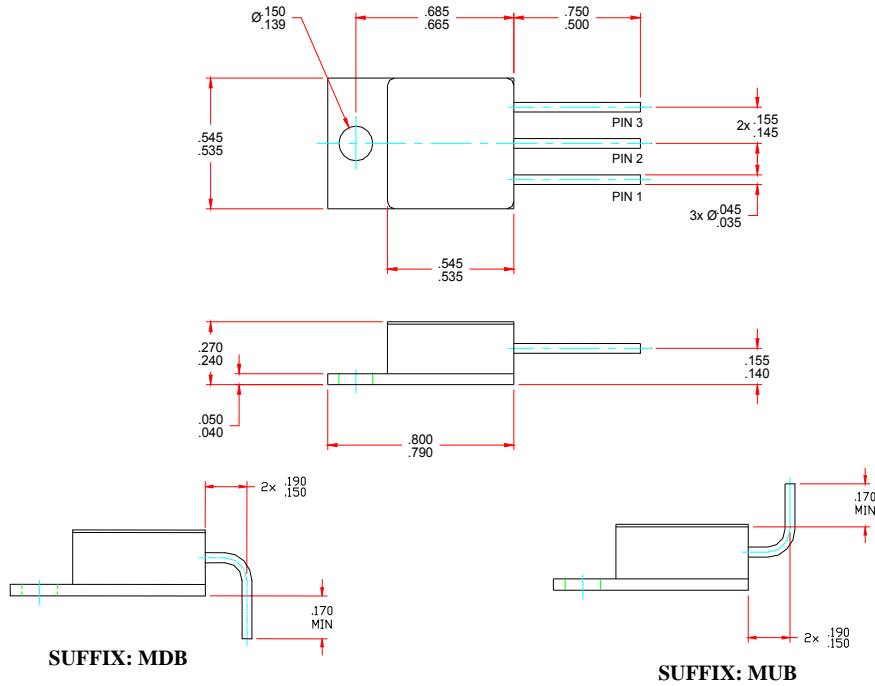 Ø.150
.139
.685
.665
.750
.500
.545
.535
PIN 3
PIN 2
PIN 1
2x .155
.145
3x Ø.045
.035
.545
.535
.270
.240
.050
.040
.155
.140
.800
.790
2x .190
.150
.170
MIN
SUFFIX: MDB
.170
MIN
2x .190
.150
SUFFIX: MUB